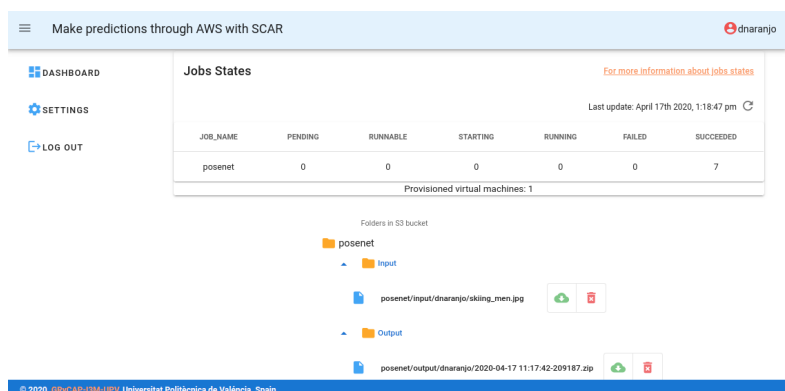 Make predictions through AWS with SCAR
dnaranjo
DASHBOARD
SETTINGS
LOG OUT
Jobs States
For more information about jobs states
Last update: April 17th 2020, 1:18:47 pm
JOB_NAME PENDING RUNNABLE STARTING RUNNING FAILED SUCCEEDED
posenet 0 0 0 0 0 7
Provisioned virtual machines: 1
Folders in S3 bucket
posenet
Input
posenet/input/dnaranjo/skiing_men.jpg
Output
posenet/output/dnaranjo/2020-04-17 11:17:42-209187.zip
© 2020, GRyCAP-I3M-UPV, Universitat Politècnica de València, Spain.